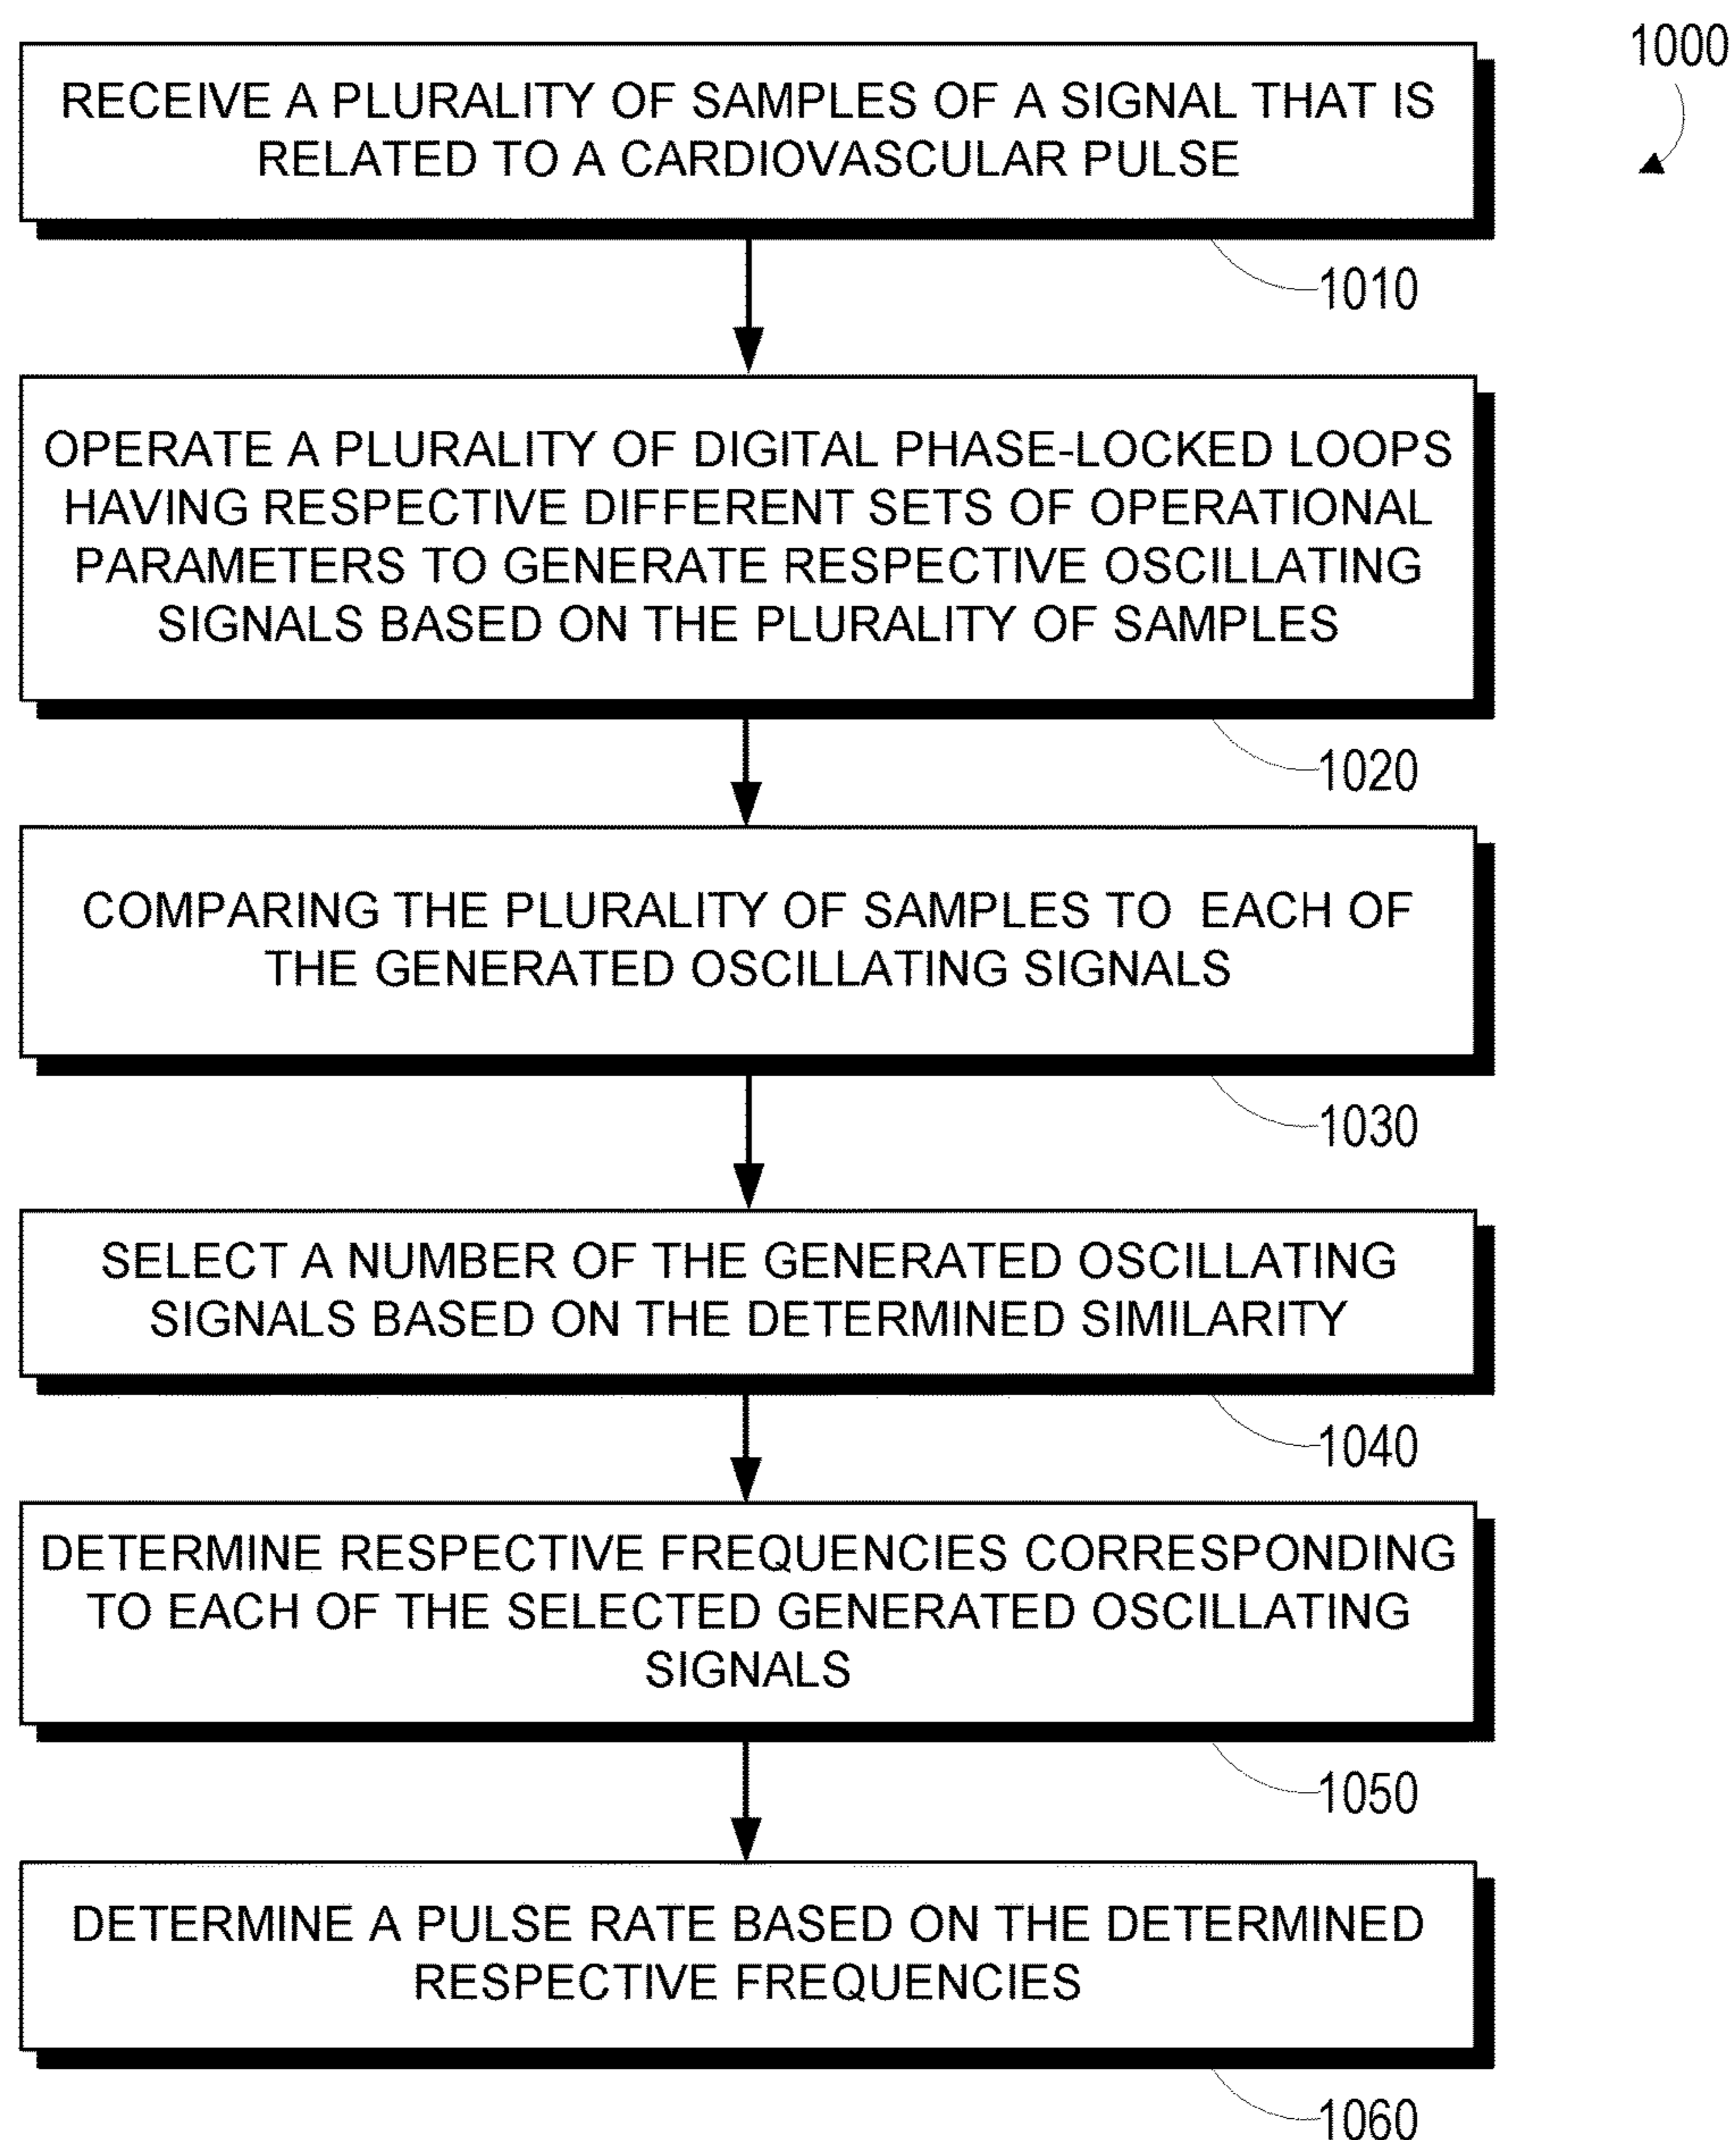 1000
RECEIVE A PLURALITY OF SAMPLES OF A SIGNAL THAT IS
RELATED TO A CARDIOVASCULAR PULSE
1010
OPERATE A PLURALITY OF DIGITAL PHASE-LOCKED LOOPS
HAVING RESPECTIVE DIFFERENT SETS OF OPERATIONAL
PARAMETERS TO GENERATE RESPECTIVE OSCILLATING
SIGNALS BASED ON THE PLURALITY OF SAMPLES
1020
COMPARING THE PLURALITY OF SAMPLES TO EACH OF
THE GENERATED OSCILLATING SIGNALS
1030
SELECT A NUMBER OF THE GENERATED OSCILLATING
SIGNALS BASED ON THE DETERMINED SIMILARITY
1040
DETERMINE RESPECTIVE FREQUENCIES CORRESPONDING
TO EACH OF THE SELECTED GENERATED OSCILLATING
SIGNALS
1050
DETERMINE A PULSE RATE BASED ON THE DETERMINED
RESPECTIVE FREQUENCIES
1060